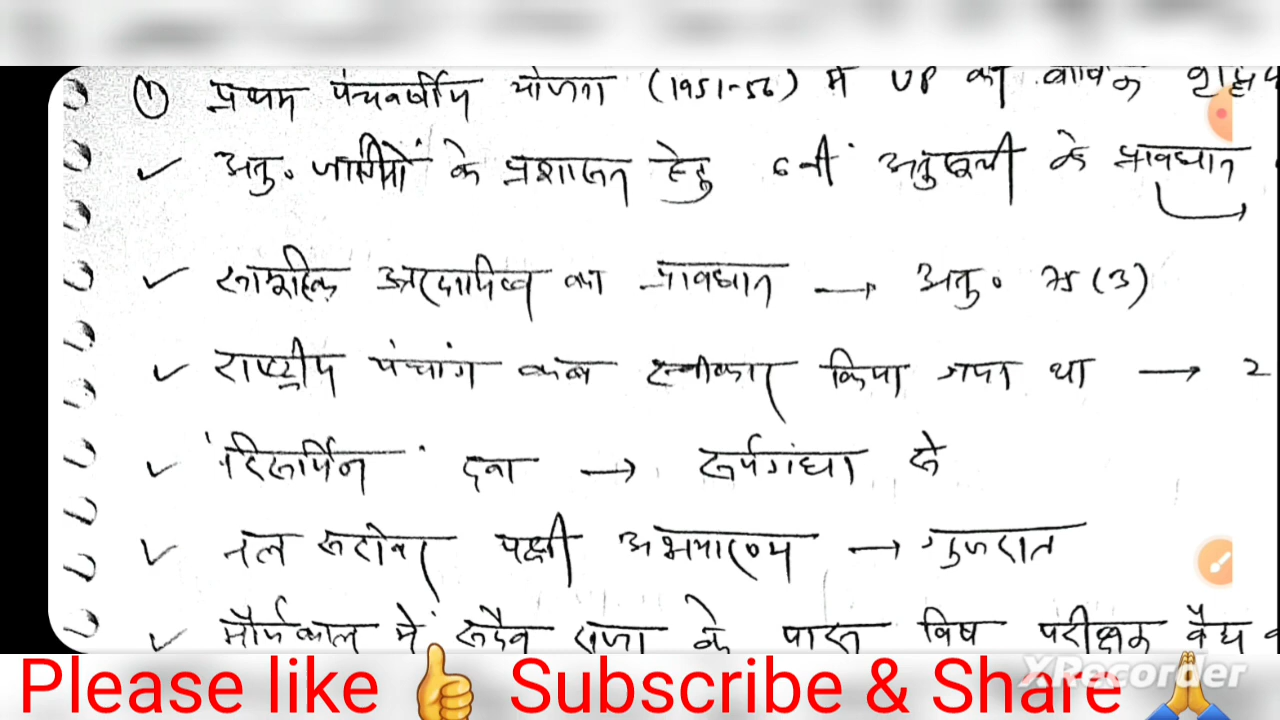 ① प्रथम पंचवर्षीय योजना (1951-56) में UP की वार्षिक
✓ अनु॰ जातियों के प्रशासन हेतु 6वीं अनुसूची के प्रावधान
✓ सामूहिक उत्तरदायित्व का प्रावधान → अनु॰ 75(3)
✓ राष्ट्रीय पंचांग कब स्वीकार किया गया था → 2
✓ 'रिसर्पिन' दवा → सर्पगंधा से
✓ नल सरोवर पक्षी अभयारण्य → गुजरात
✓ मौर्यकाल में सदैव राजा के पास विष परीक्षक वैद्य
Please like 👍 Subscribe & Share 🙏
XRecorder